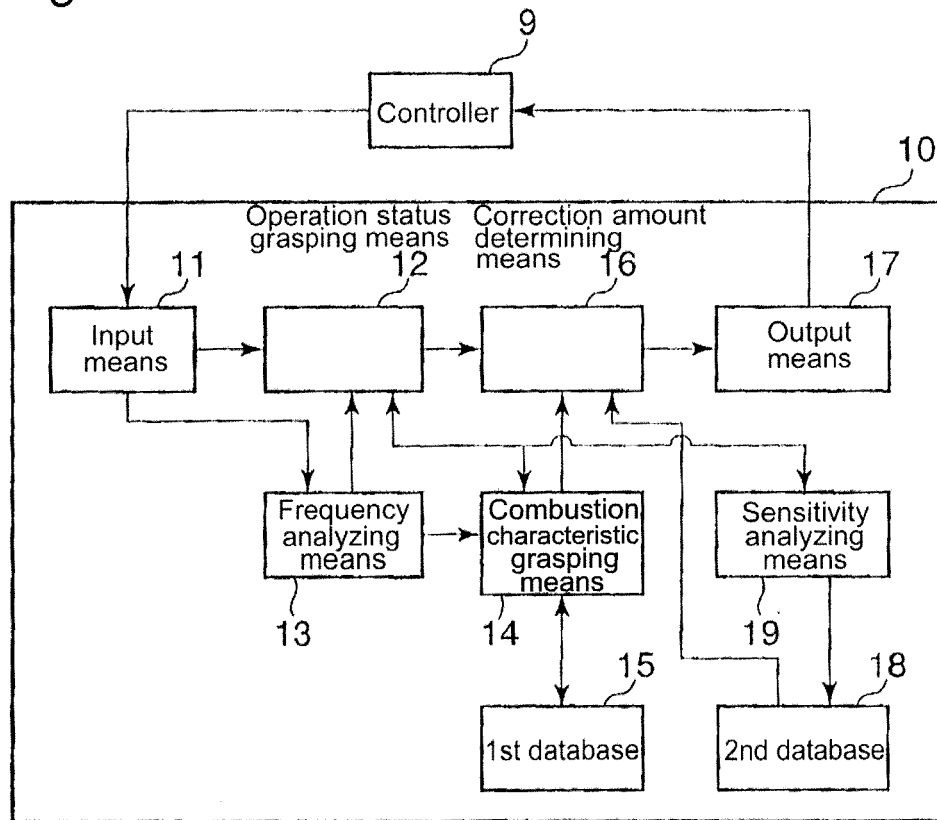 9
Controller
10
Operation status
grasping means
Correction amount
determining
means
11
12
16
17
Input
means
Output
means
Frequency
analyzing
means
Combustion
characteristic
grasping
means
Sensitivity
analyzing
means
13
14
19
15
18
1st database
2nd database